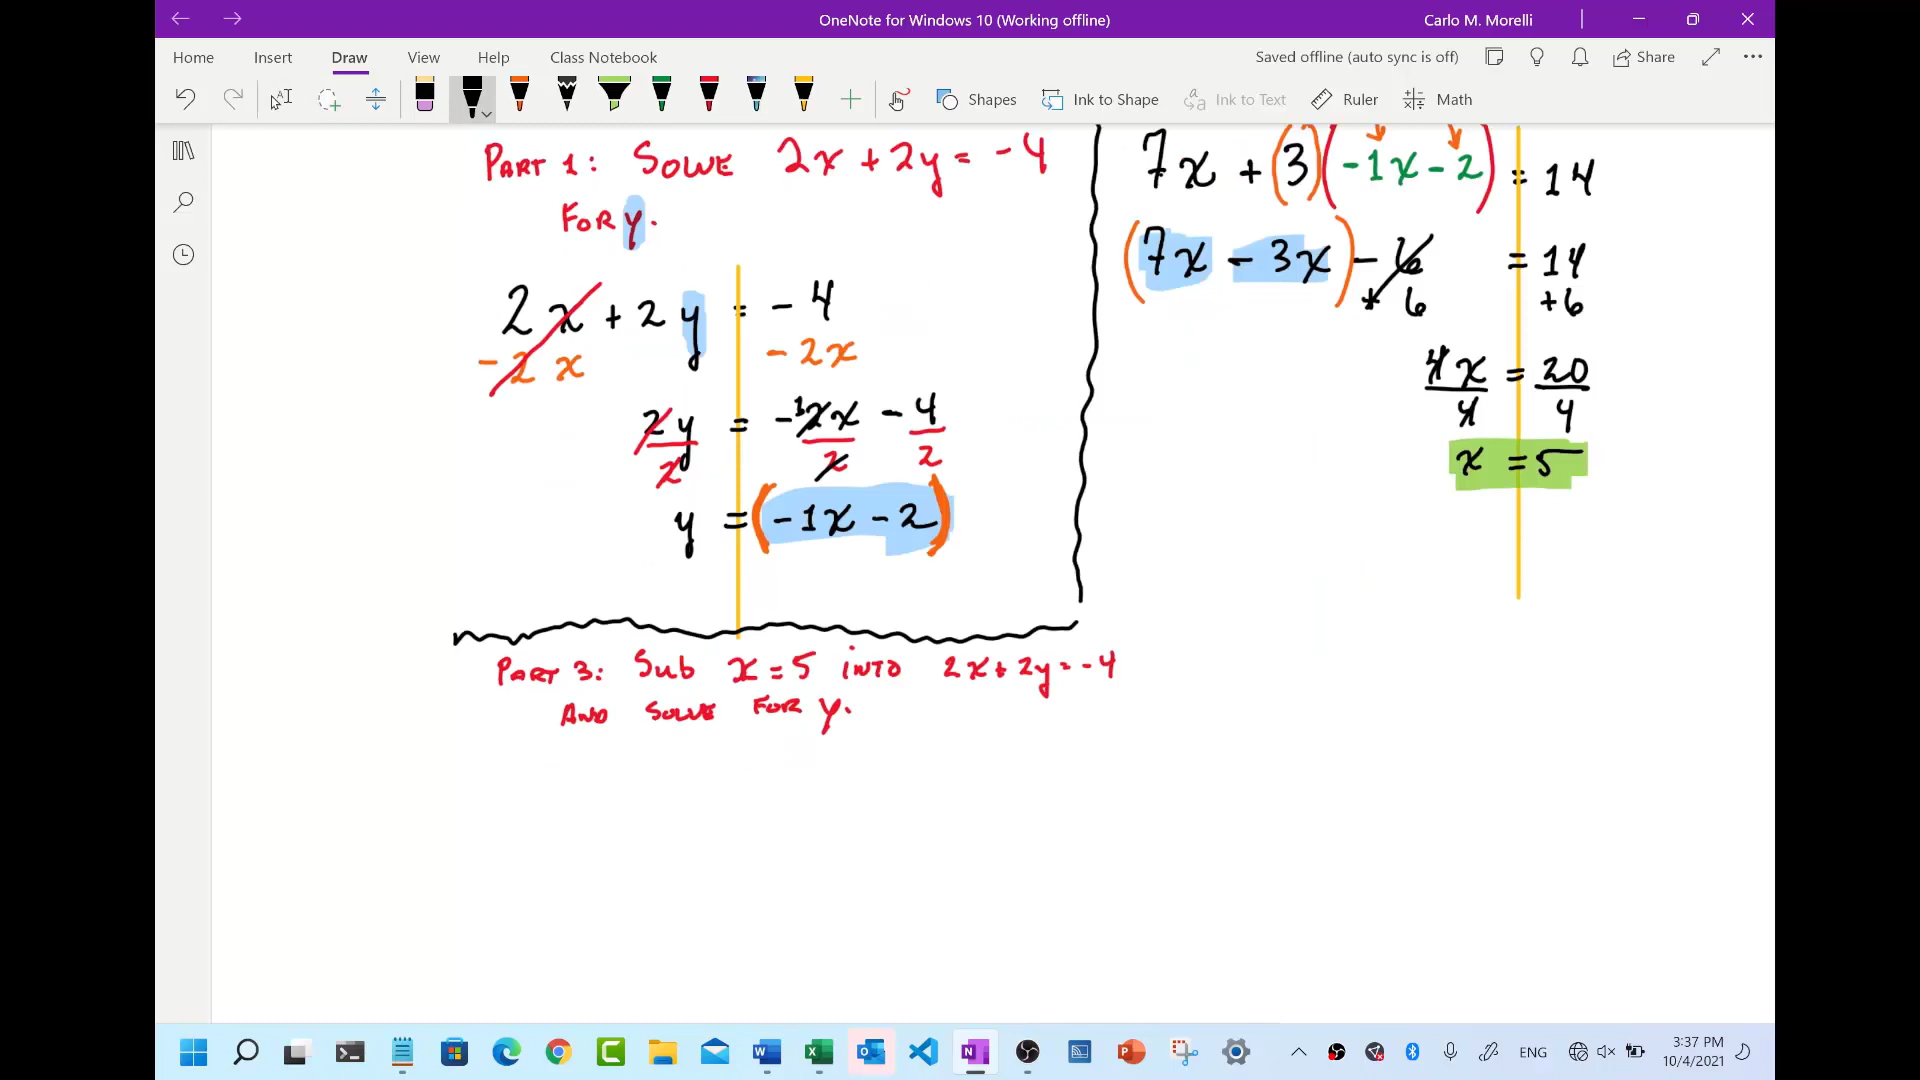 OneNote for Windows 10 (Working offline)
Carlo M. Morelli
Home Insert Draw View Help Class Notebook
Saved offline (auto sync is off) Share
Shapes Ink to Shape Ink to Text Ruler Math
PART 1: SOLVE 2x + 2y = -4
FOR y.
2x + 2y = -4
-2x -2x
2y = -2x - 4
2 2 2
y = (-1x - 2)
7x + (3)(-1x - 2) = 14
(7x - 3x) - 6 = 14
+ 6 +6
4x = 20
4 4
x = 5
PART 3: SUB x = 5 INTO 2x + 2y = -4
AND SOLVE FOR y.
ENG
3:37 PM
10/4/2021